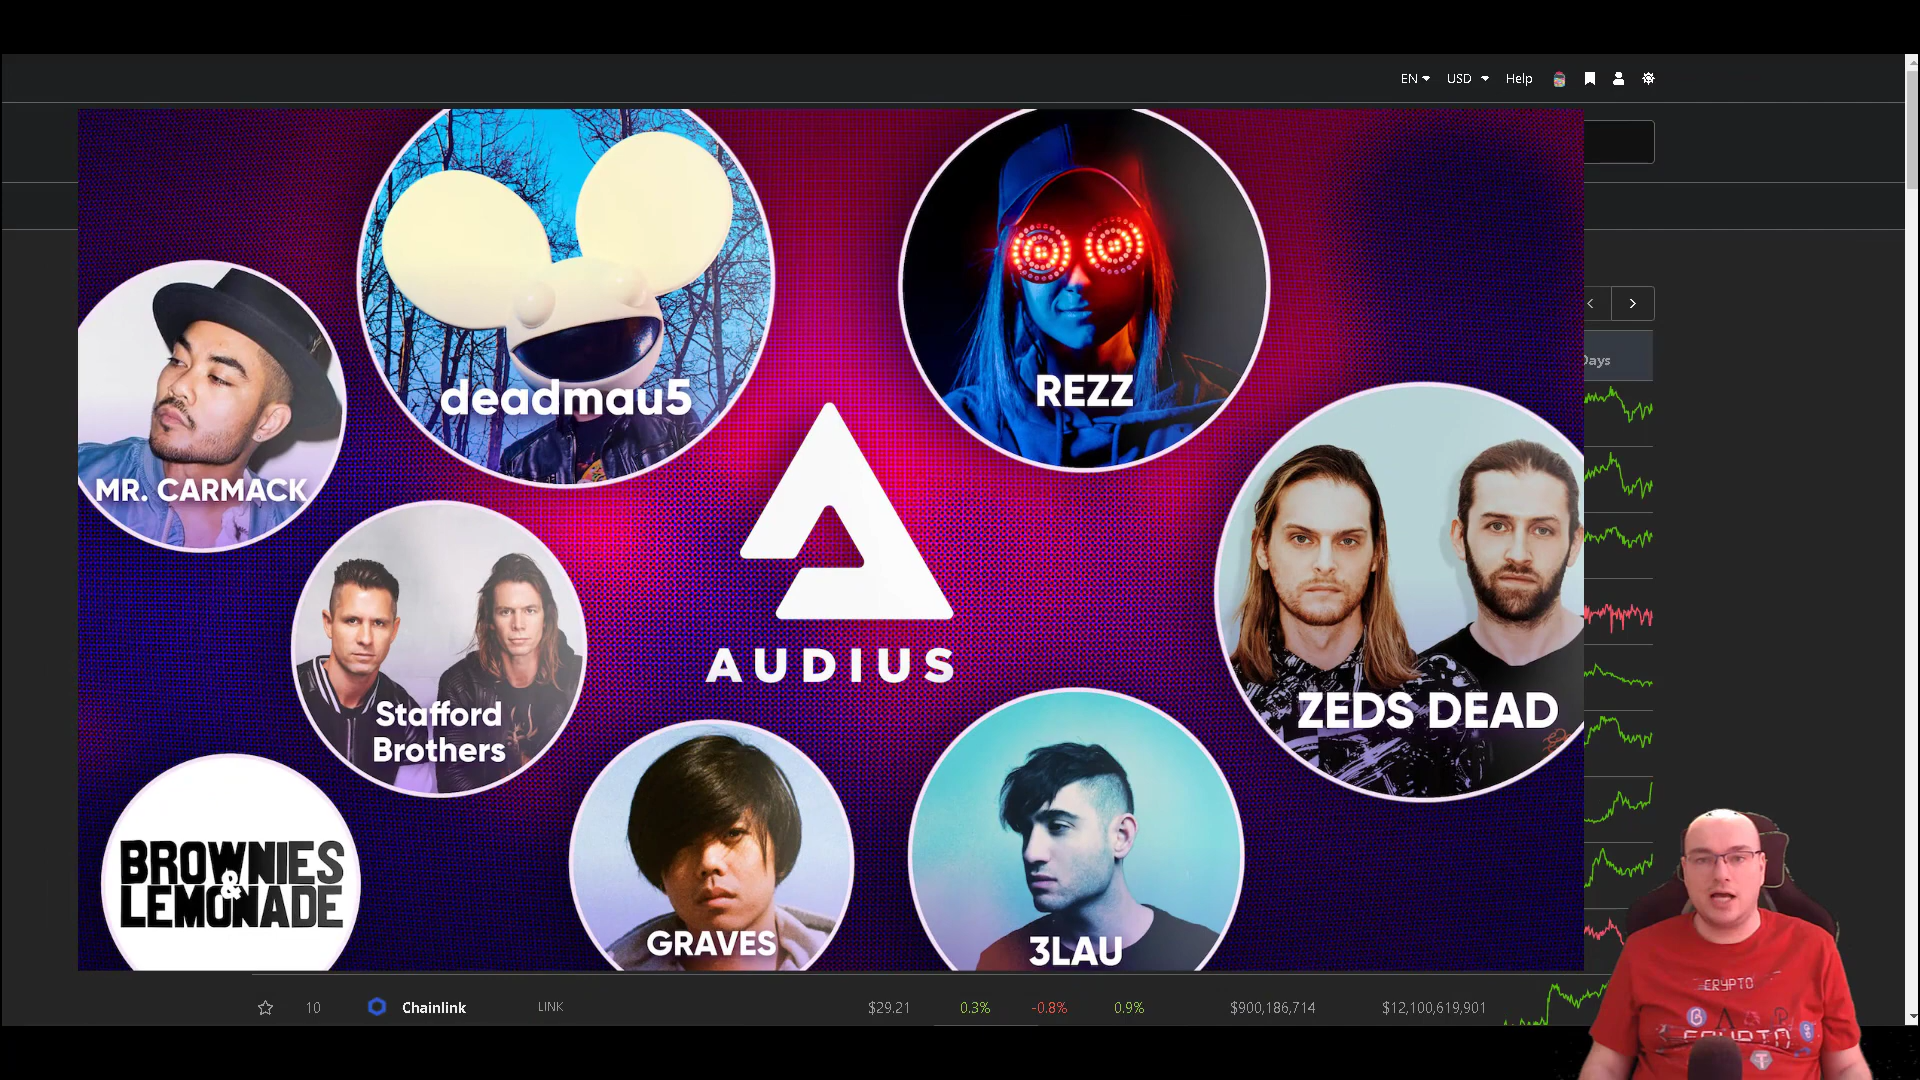 EN
USD
Help
deadmau5
REZZ
Days
MR. CARMACK
AUDIUS
Stafford
Brothers
ZEDS DEAD
BROWNIES
&
LEMONADE
GRAVES
3LAU
10 Chainlink LINK $29.21 0.3% -0.8% 0.9% $900,186,714 $12,100,619,901
CRYPTO
CRYPTO